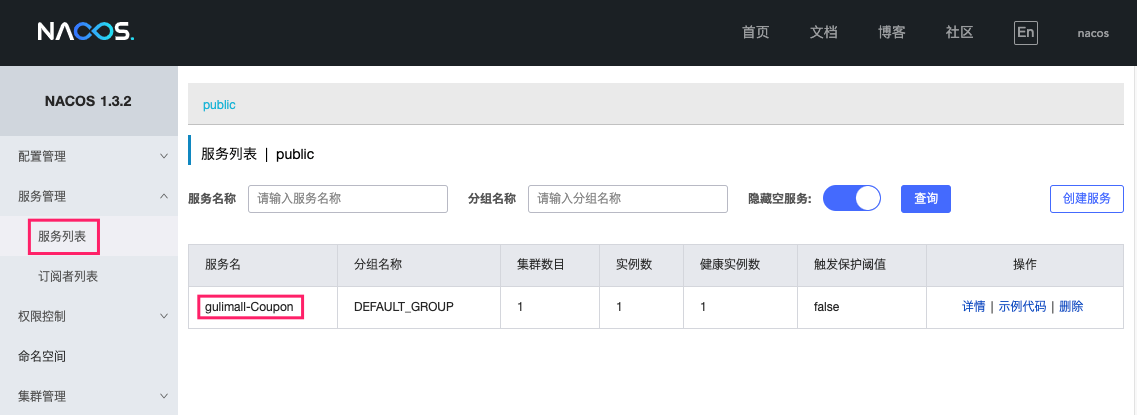 NACOS.
首页 文档 博客 社区 En nacos
NACOS 1.3.2
配置管理
服务管理
服务列表
订阅者列表
权限控制
命名空间
集群管理
public
服务列表 | public
服务名称 请输入服务名称 分组名称 请输入分组名称 隐藏空服务: 查询 创建服务
服务名 分组名称 集群数目 实例数 健康实例数 触发保护阈值 操作
gulimall-Coupon DEFAULT_GROUP 1 1 1 false 详情 | 示例代码 | 删除